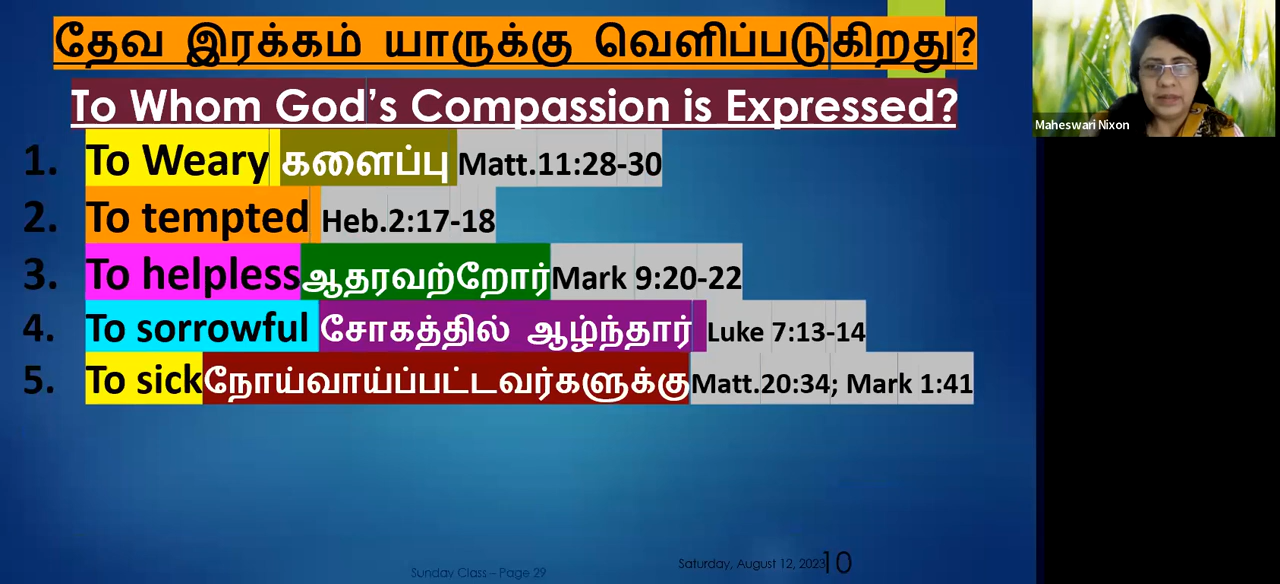 தேவ இரக்கம் யாருக்கு வெளிப்படுகிறது?
To Whom God's Compassion is Expressed?
Maheswari Nixon
1. To Weary களைப்பு Matt.11:28-30
2. To tempted Heb.2:17-18
3. To helpless ஆதரவற்றோர் Mark 9:20-22
4. To sorrowful சோகத்தில் ஆழ்ந்தார் Luke 7:13-14
5. To sick நோய்வாய்ப்பட்டவர்களுக்கு Matt.20:34; Mark 1:41
Sunday Class – Page 29
Saturday, August 12, 2023
10